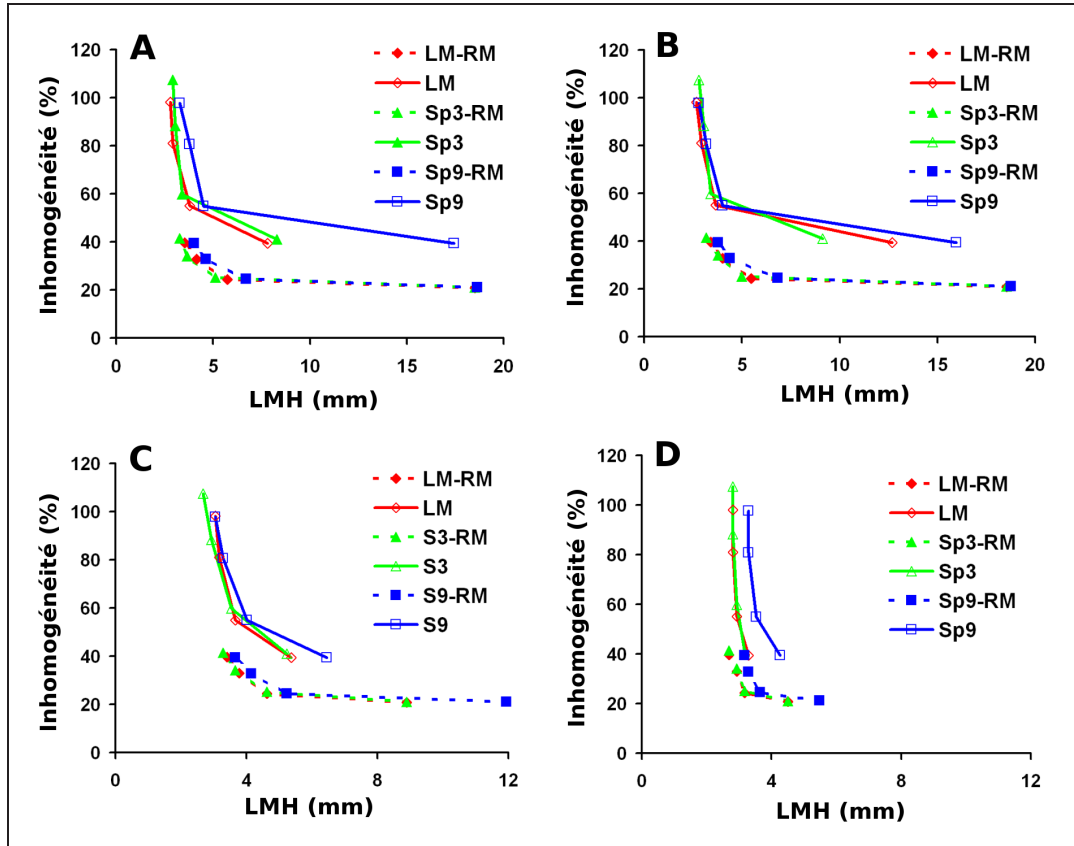 A
Inhomogénéité (%)
120
100
80
60
40
20
0
0 5 10 15 20
LMH (mm)
LM-RM
LM
Sp3-RM
Sp3
Sp9-RM
Sp9
B
Inhomogénéité (%)
120
100
80
60
40
20
0
0 5 10 15 20
LMH (mm)
LM-RM
LM
Sp3-RM
Sp3
Sp9-RM
Sp9
C
Inhomogénéité (%)
120
100
80
60
40
20
0
0 4 8 12
LMH (mm)
LM-RM
LM
S3-RM
S3
S9-RM
S9
D
Inhomogénéité (%)
120
100
80
60
40
20
0
0 4 8 12
LMH (mm)
LM-RM
LM
Sp3-RM
Sp3
Sp9-RM
Sp9